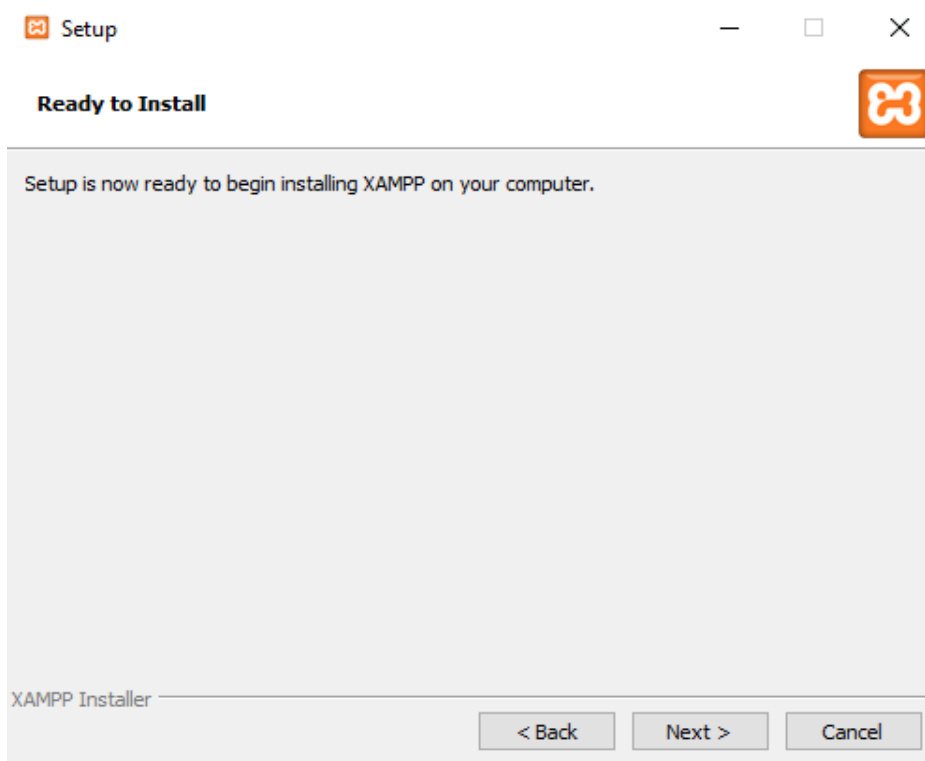 Setup
Ready to Install
Setup is now ready to begin installing XAMPP on your computer.
XAMPP Installer
< Back
Next >
Cancel